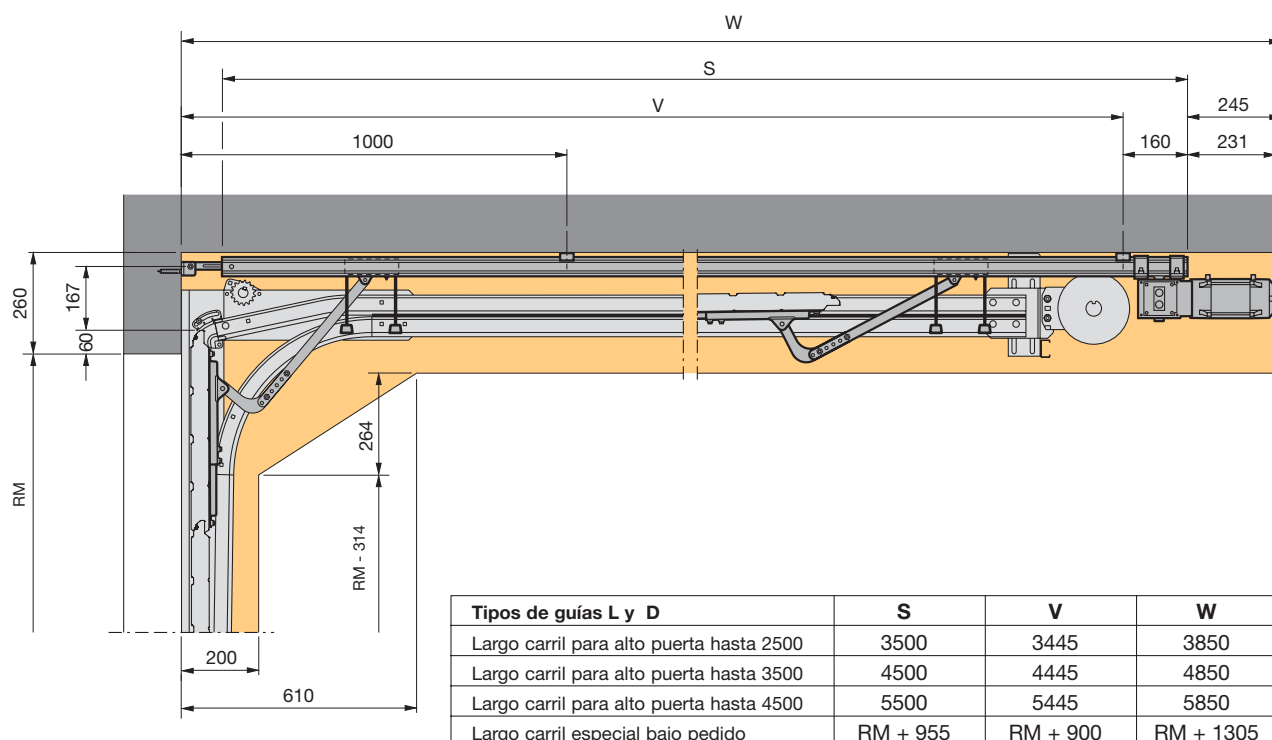 W
S
V
245
1000
160
231
260
167
60
RM
264
RM - 314
200
610
Tipos de guías L y D S V W
Largo carril para alto puerta hasta 2500 3500 3445 3850
Largo carril para alto puerta hasta 3500 4500 4445 4850
Largo carril para alto puerta hasta 4500 5500 5445 5850
Largo carril especial bajo pedido RM + 955 RM + 900 RM + 1305